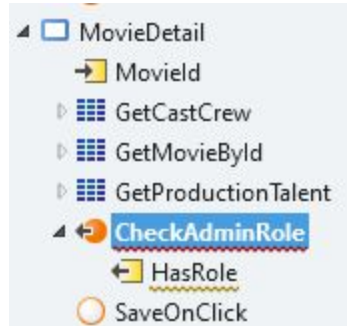 MovieDetail
MovieId
GetCastCrew
GetMovieById
GetProductionTalent
CheckAdminRole
HasRole
SaveOnClick